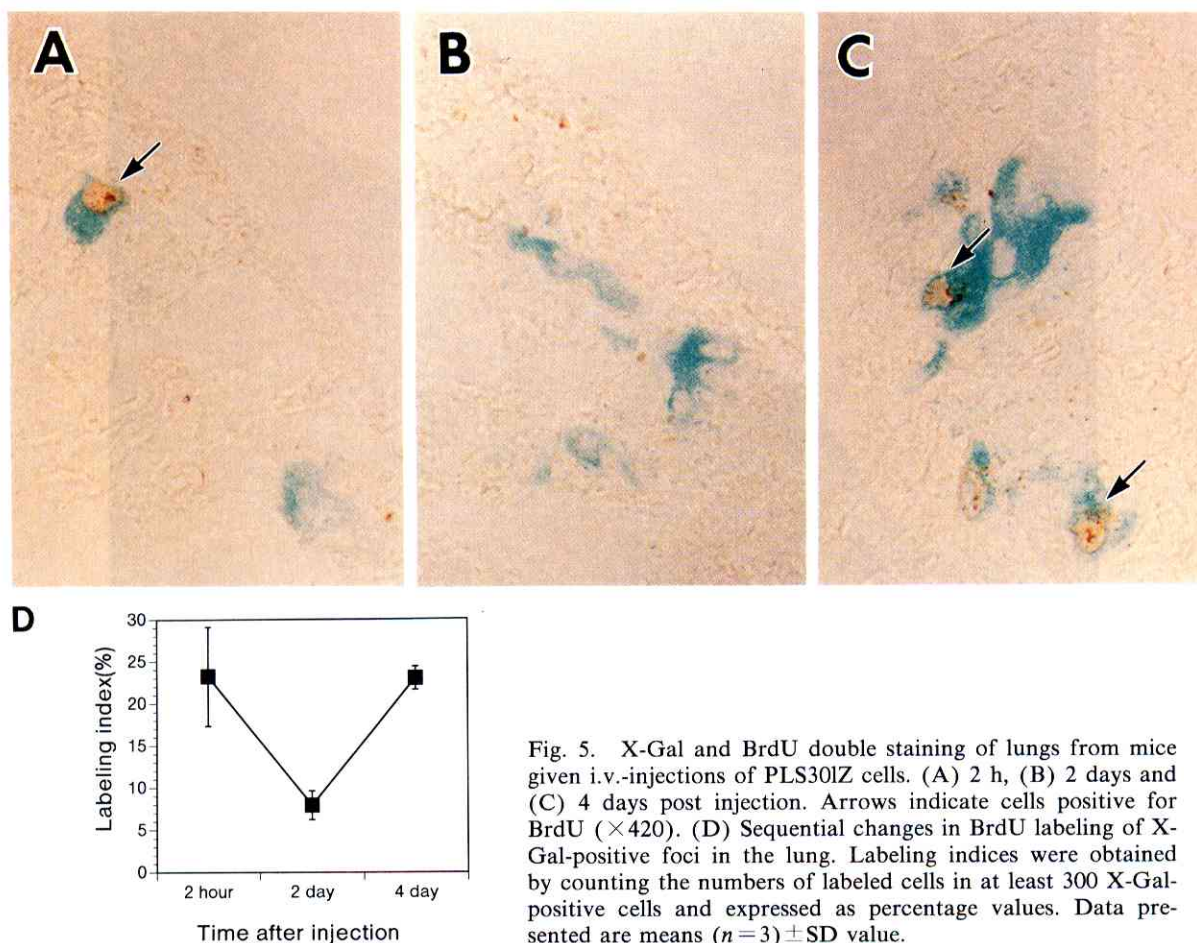 A
B
C
D
Labeling index(%)
30
25
20
15
10
5
0
2 hour
2 day
4 day
Time after injection
Fig. 5. X-Gal and BrdU double staining of lungs from mice
given i.v.-injections of PLS30lZ cells. (A) 2 h, (B) 2 days and
(C) 4 days post injection. Arrows indicate cells positive for
BrdU (×420). (D) Sequential changes in BrdU labeling of X-
Gal-positive foci in the lung. Labeling indices were obtained
by counting the numbers of labeled cells in at least 300 X-Gal-
positive cells and expressed as percentage values. Data pre-
sented are means (n=3)±SD value.